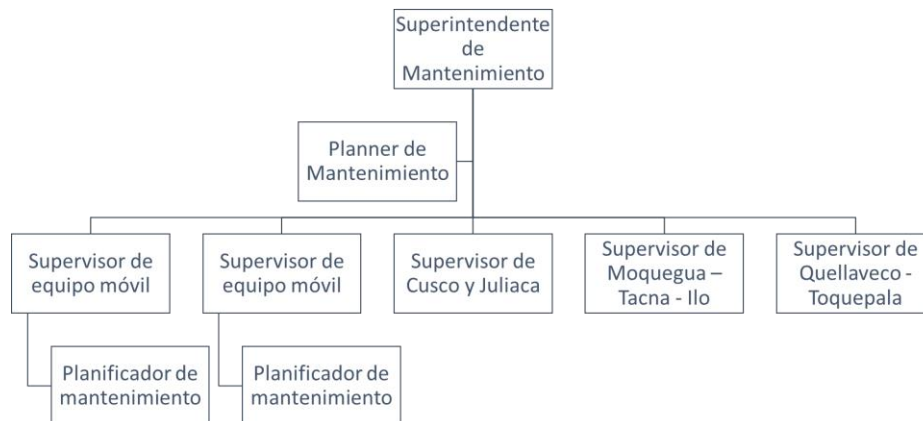 Superintendente
de
Mantenimiento
Planner de
Mantenimiento
Supervisor de
equipo móvil
Supervisor de
equipo móvil
Supervisor de
Cusco y Juliaca
Supervisor de
Moquegua –
Tacna - Ilo
Supervisor de
Quellaveco -
Toquepala
Planificador de
mantenimiento
Planificador de
mantenimiento